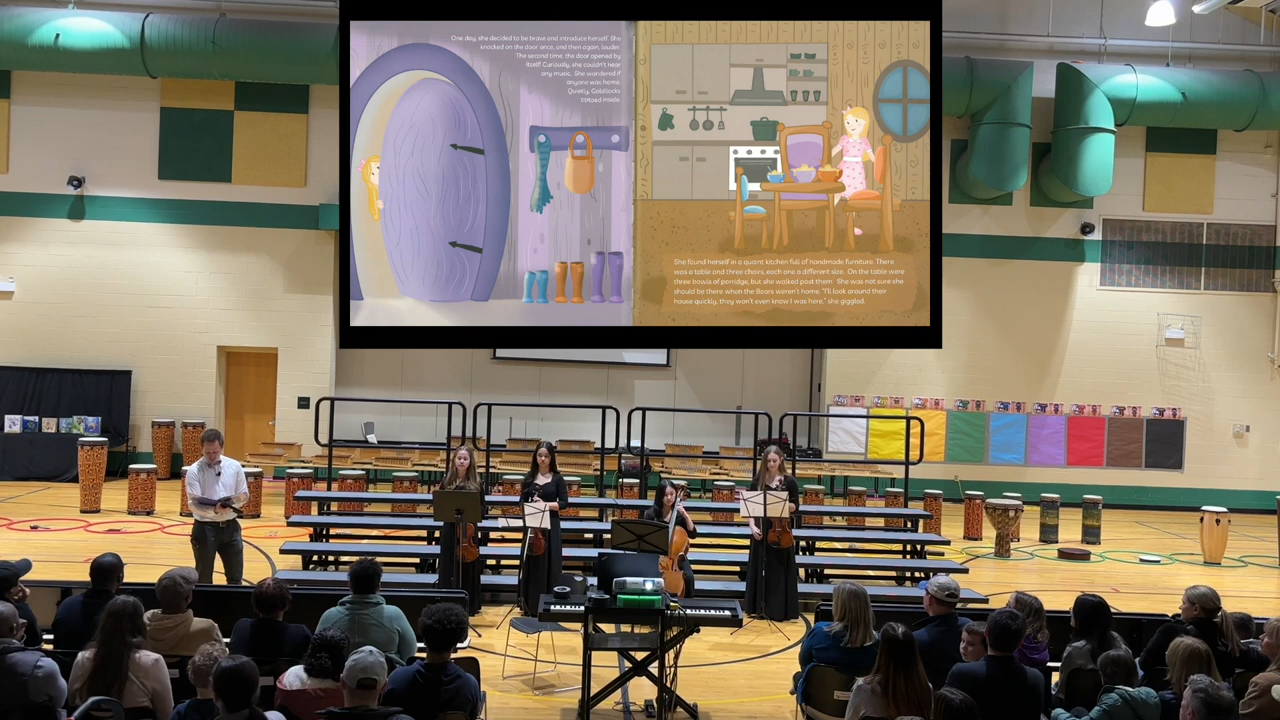 One day, she decided to be brave and introduce herself. She
knocked on the door once, and then again, louder.
The second time, the door opened by
itself! Curiously, she couldn't hear
any music. She wondered if
anyone was home.
Quietly, Goldilocks
tiptoed inside.
She found herself in a quaint kitchen full of handmade furniture. There
was a table and three chairs, each one a different size. On the table were
three bowls of porridge, but she walked past them. She was not sure she
should be there when the Bears weren't home. "I'll look around their
house quickly, they won't even know I was here," she giggled.